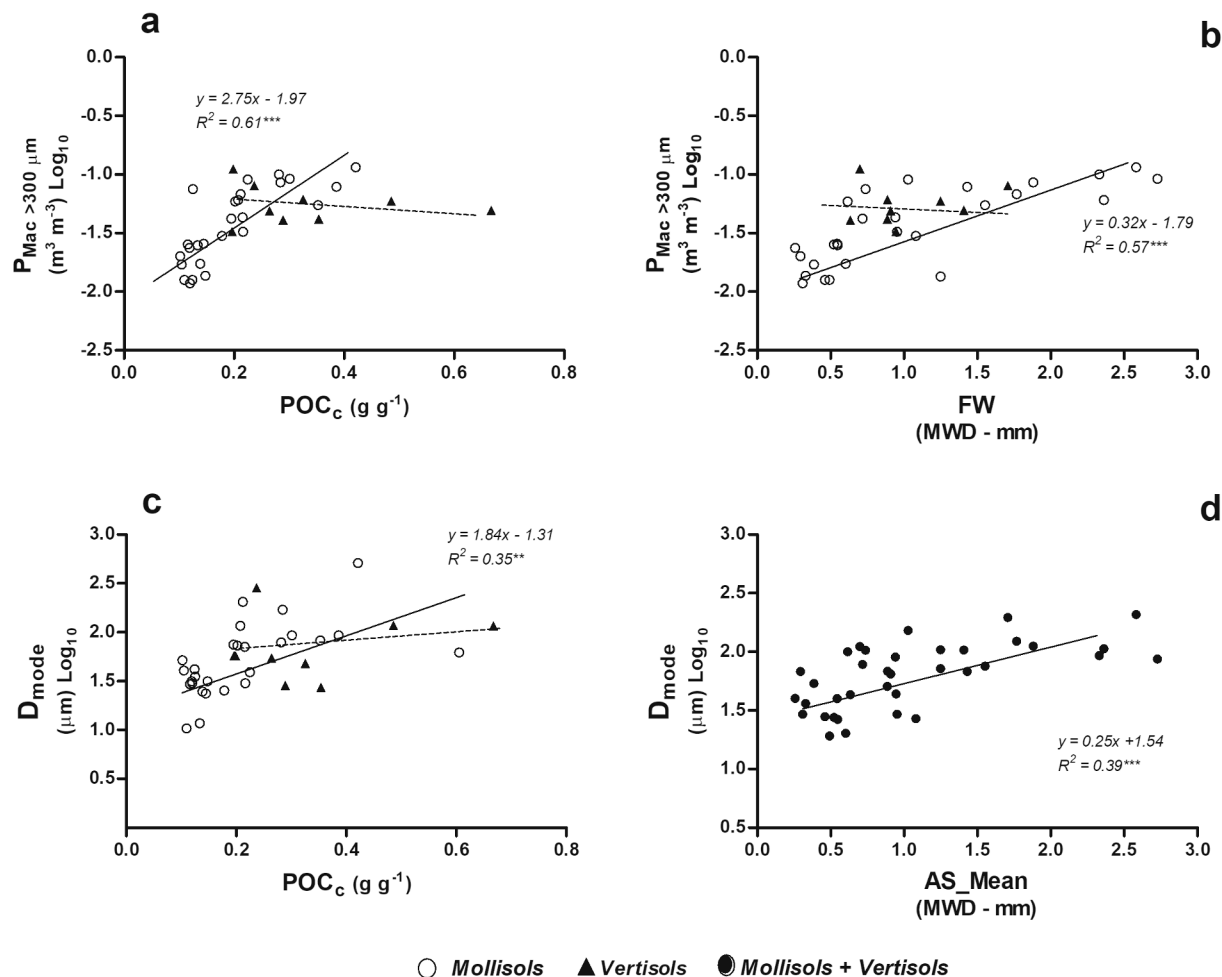 a
0.0
-0.5
-1.0
-1.5
-2.0
-2.5
0.0
0.2
0.4
0.6
0.8
P_Mac >300 µm
(m³ m⁻³) Log₁₀
y = 2.75x - 1.97
R² = 0.61***
POC_c (g g⁻¹)
b
0.0
-0.5
-1.0
-1.5
-2.0
-2.5
0.0
0.5
1.0
1.5
2.0
2.5
3.0
P_Mac >300 µm
(m³ m⁻³) Log₁₀
y = 0.32x - 1.79
R² = 0.57***
FW
(MWD - mm)
c
3.0
2.5
2.0
1.5
1.0
0.5
0.0
0.2
0.4
0.6
0.8
D_mode
(µm) Log₁₀
y = 1.84x - 1.31
R² = 0.35**
POC_c (g g⁻¹)
d
3.0
2.5
2.0
1.5
1.0
0.5
0.0
0.5
1.0
1.5
2.0
2.5
3.0
D_mode
(µm) Log₁₀
y = 0.25x +1.54
R² = 0.39***
AS_Mean
(MWD - mm)
Mollisols Vertisols Mollisols + Vertisols